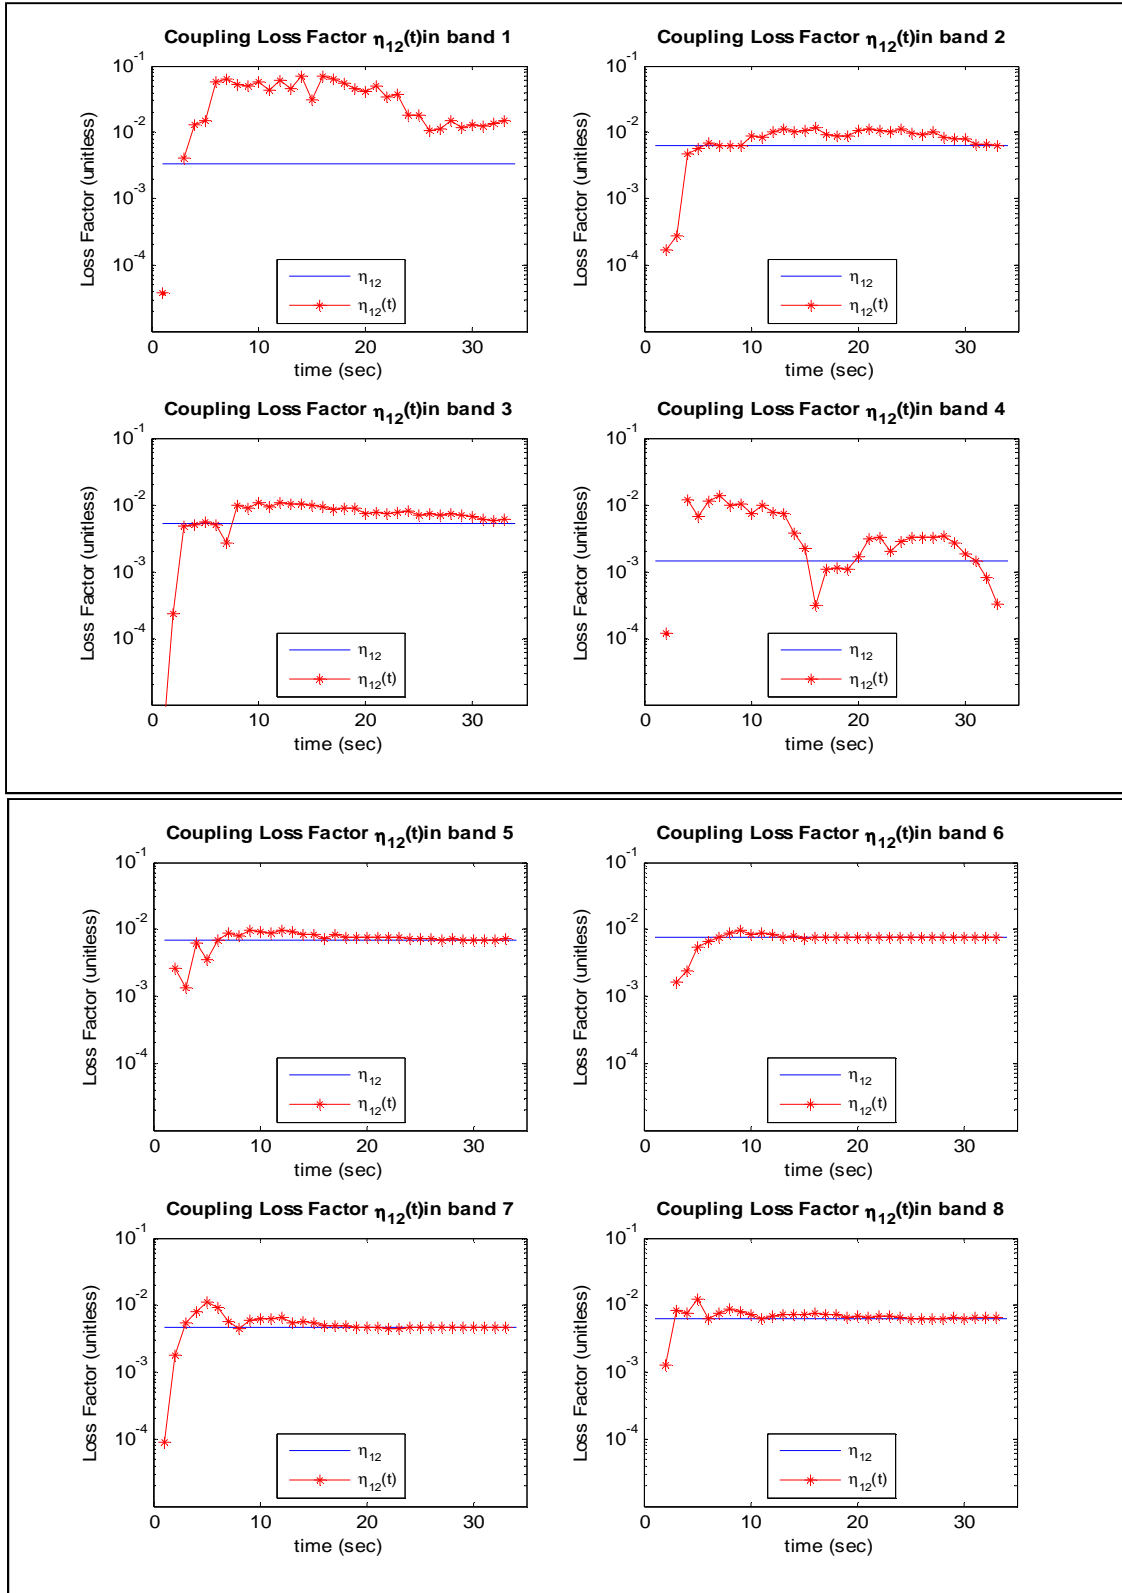 Coupling Loss Factor η12(t)in band 1
Loss Factor (unitless)
10-1
10-2
10-3
10-4
η12
η12(t)
0 10 20 30
time (sec)
Coupling Loss Factor η12(t)in band 2
Loss Factor (unitless)
10-1
10-2
10-3
10-4
η12
η12(t)
0 10 20 30
time (sec)
Coupling Loss Factor η12(t)in band 3
Loss Factor (unitless)
10-1
10-2
10-3
10-4
η12
η12(t)
0 10 20 30
time (sec)
Coupling Loss Factor η12(t)in band 4
Loss Factor (unitless)
10-1
10-2
10-3
10-4
η12
η12(t)
0 10 20 30
time (sec)
Coupling Loss Factor η12(t)in band 5
Loss Factor (unitless)
10-1
10-2
10-3
10-4
η12
η12(t)
0 10 20 30
time (sec)
Coupling Loss Factor η12(t)in band 6
Loss Factor (unitless)
10-1
10-2
10-3
10-4
η12
η12(t)
0 10 20 30
time (sec)
Coupling Loss Factor η12(t)in band 7
Loss Factor (unitless)
10-1
10-2
10-3
10-4
η12
η12(t)
0 10 20 30
time (sec)
Coupling Loss Factor η12(t)in band 8
Loss Factor (unitless)
10-1
10-2
10-3
10-4
η12
η12(t)
0 10 20 30
time (sec)